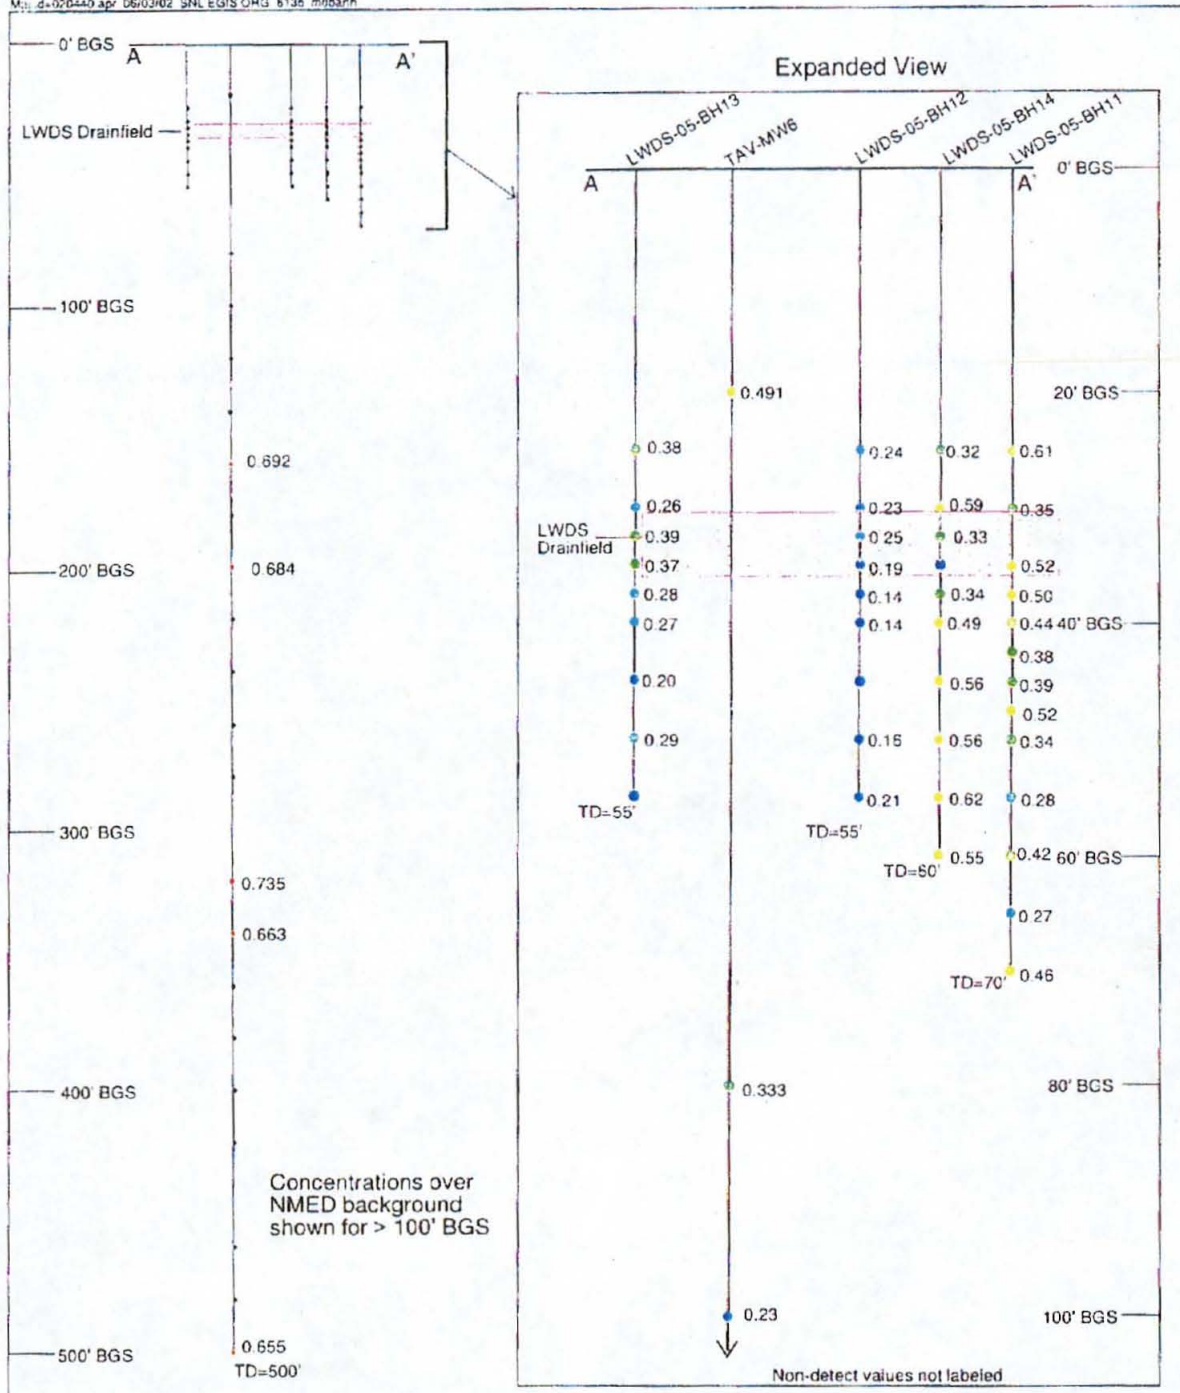 06/03/02 SNL EGIS ORG. 6135
0' BGS
A
A'
LWDS Drainfield
100' BGS
0.692
0.684
200' BGS
300' BGS
0.735
0.663
400' BGS
Concentrations over
NMED background
shown for > 100' BGS
0.655
500' BGS
TD=500'
Expanded View
LWDS-05-BH13
TAV-MW6
LWDS-05-BH12
LWDS-05-BH14
LWDS-05-BH11
A
A'
0' BGS
20' BGS
40' BGS
60' BGS
80' BGS
100' BGS
LWDS
Drainfield
0.38
0.26
0.39
0.37
0.28
0.27
0.20
0.29
TD=55'
0.491
0.333
0.23
0.24
0.23
0.25
0.19
0.14
0.14
0.15
0.21
TD=55'
0.32
0.59
0.33
0.34
0.49
0.56
0.56
0.62
0.55
TD=60'
0.61
0.35
0.52
0.50
0.44
0.38
0.39
0.52
0.34
0.28
0.42
0.27
0.46
TD=70'
Non-detect values not labeled